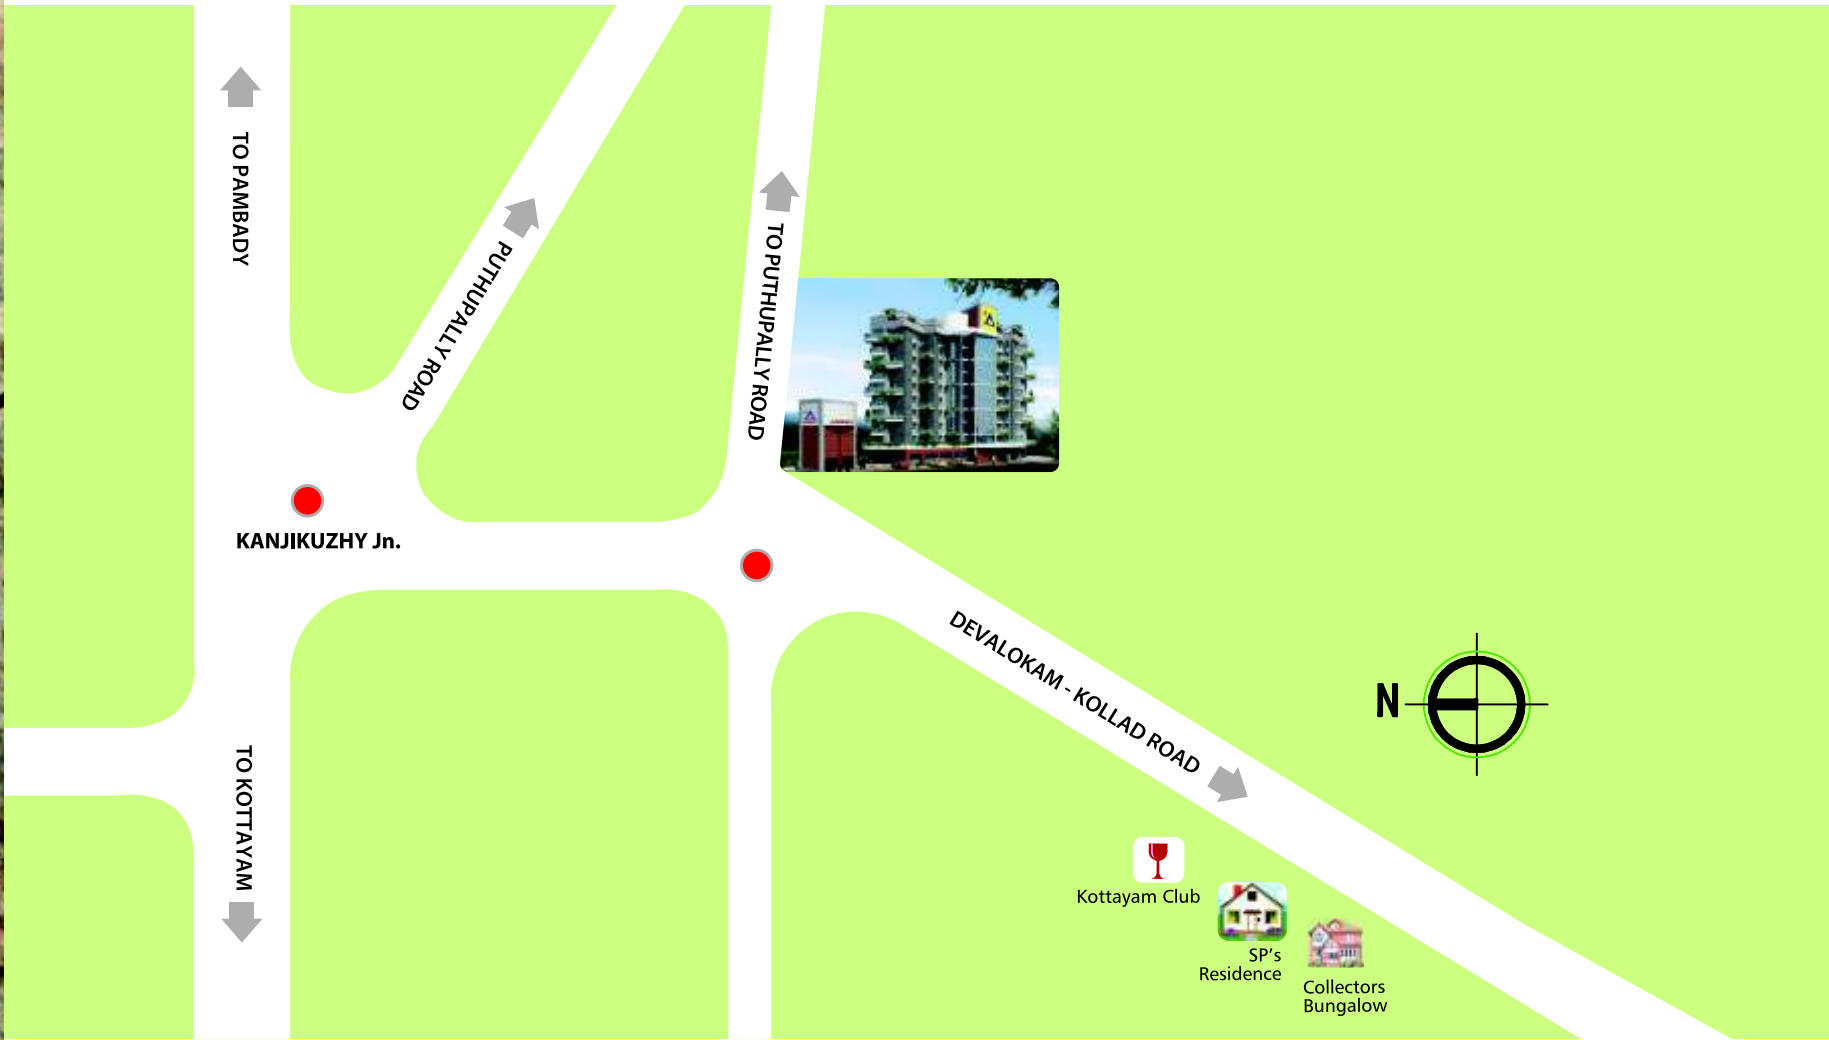 TO PAMBADY
PUTHUPALLY ROAD
TO PUTHUPALLY ROAD
KANJIKUZHY Jn.
DEVALOKAM - KOLLAD ROAD
N
TO KOTTAYAM
Kottayam Club
SP's
Residence
Collectors
Bungalow